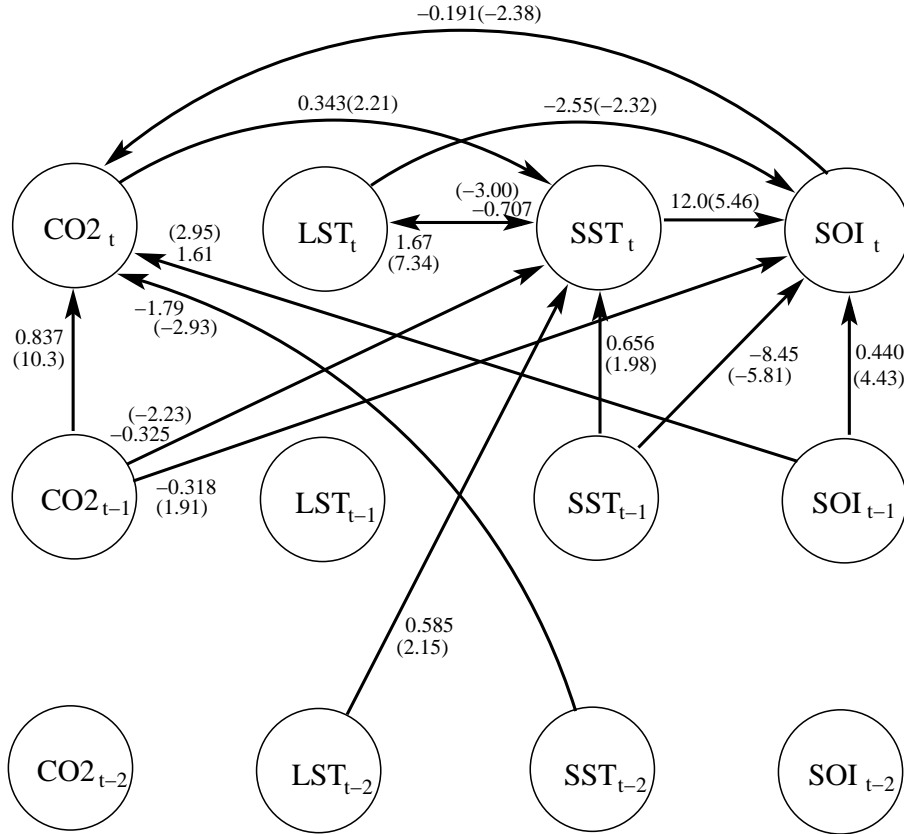 −0.191(−2.38)
0.343(2.21)
−2.55(−2.32)
CO2 t
LST t
(−3.00)
−0.707
SST t
12.0(5.46)
SOI t
(2.95)
1.61
1.67
(7.34)
−1.79
(−2.93)
0.837
(10.3)
0.656
(1.98)
−8.45
(−5.81)
0.440
(4.43)
(−2.23)
−0.325
CO2 t−1
−0.318
(1.91)
LST t−1
SST t−1
SOI t−1
0.585
(2.15)
CO2 t−2
LST t−2
SST t−2
SOI t−2